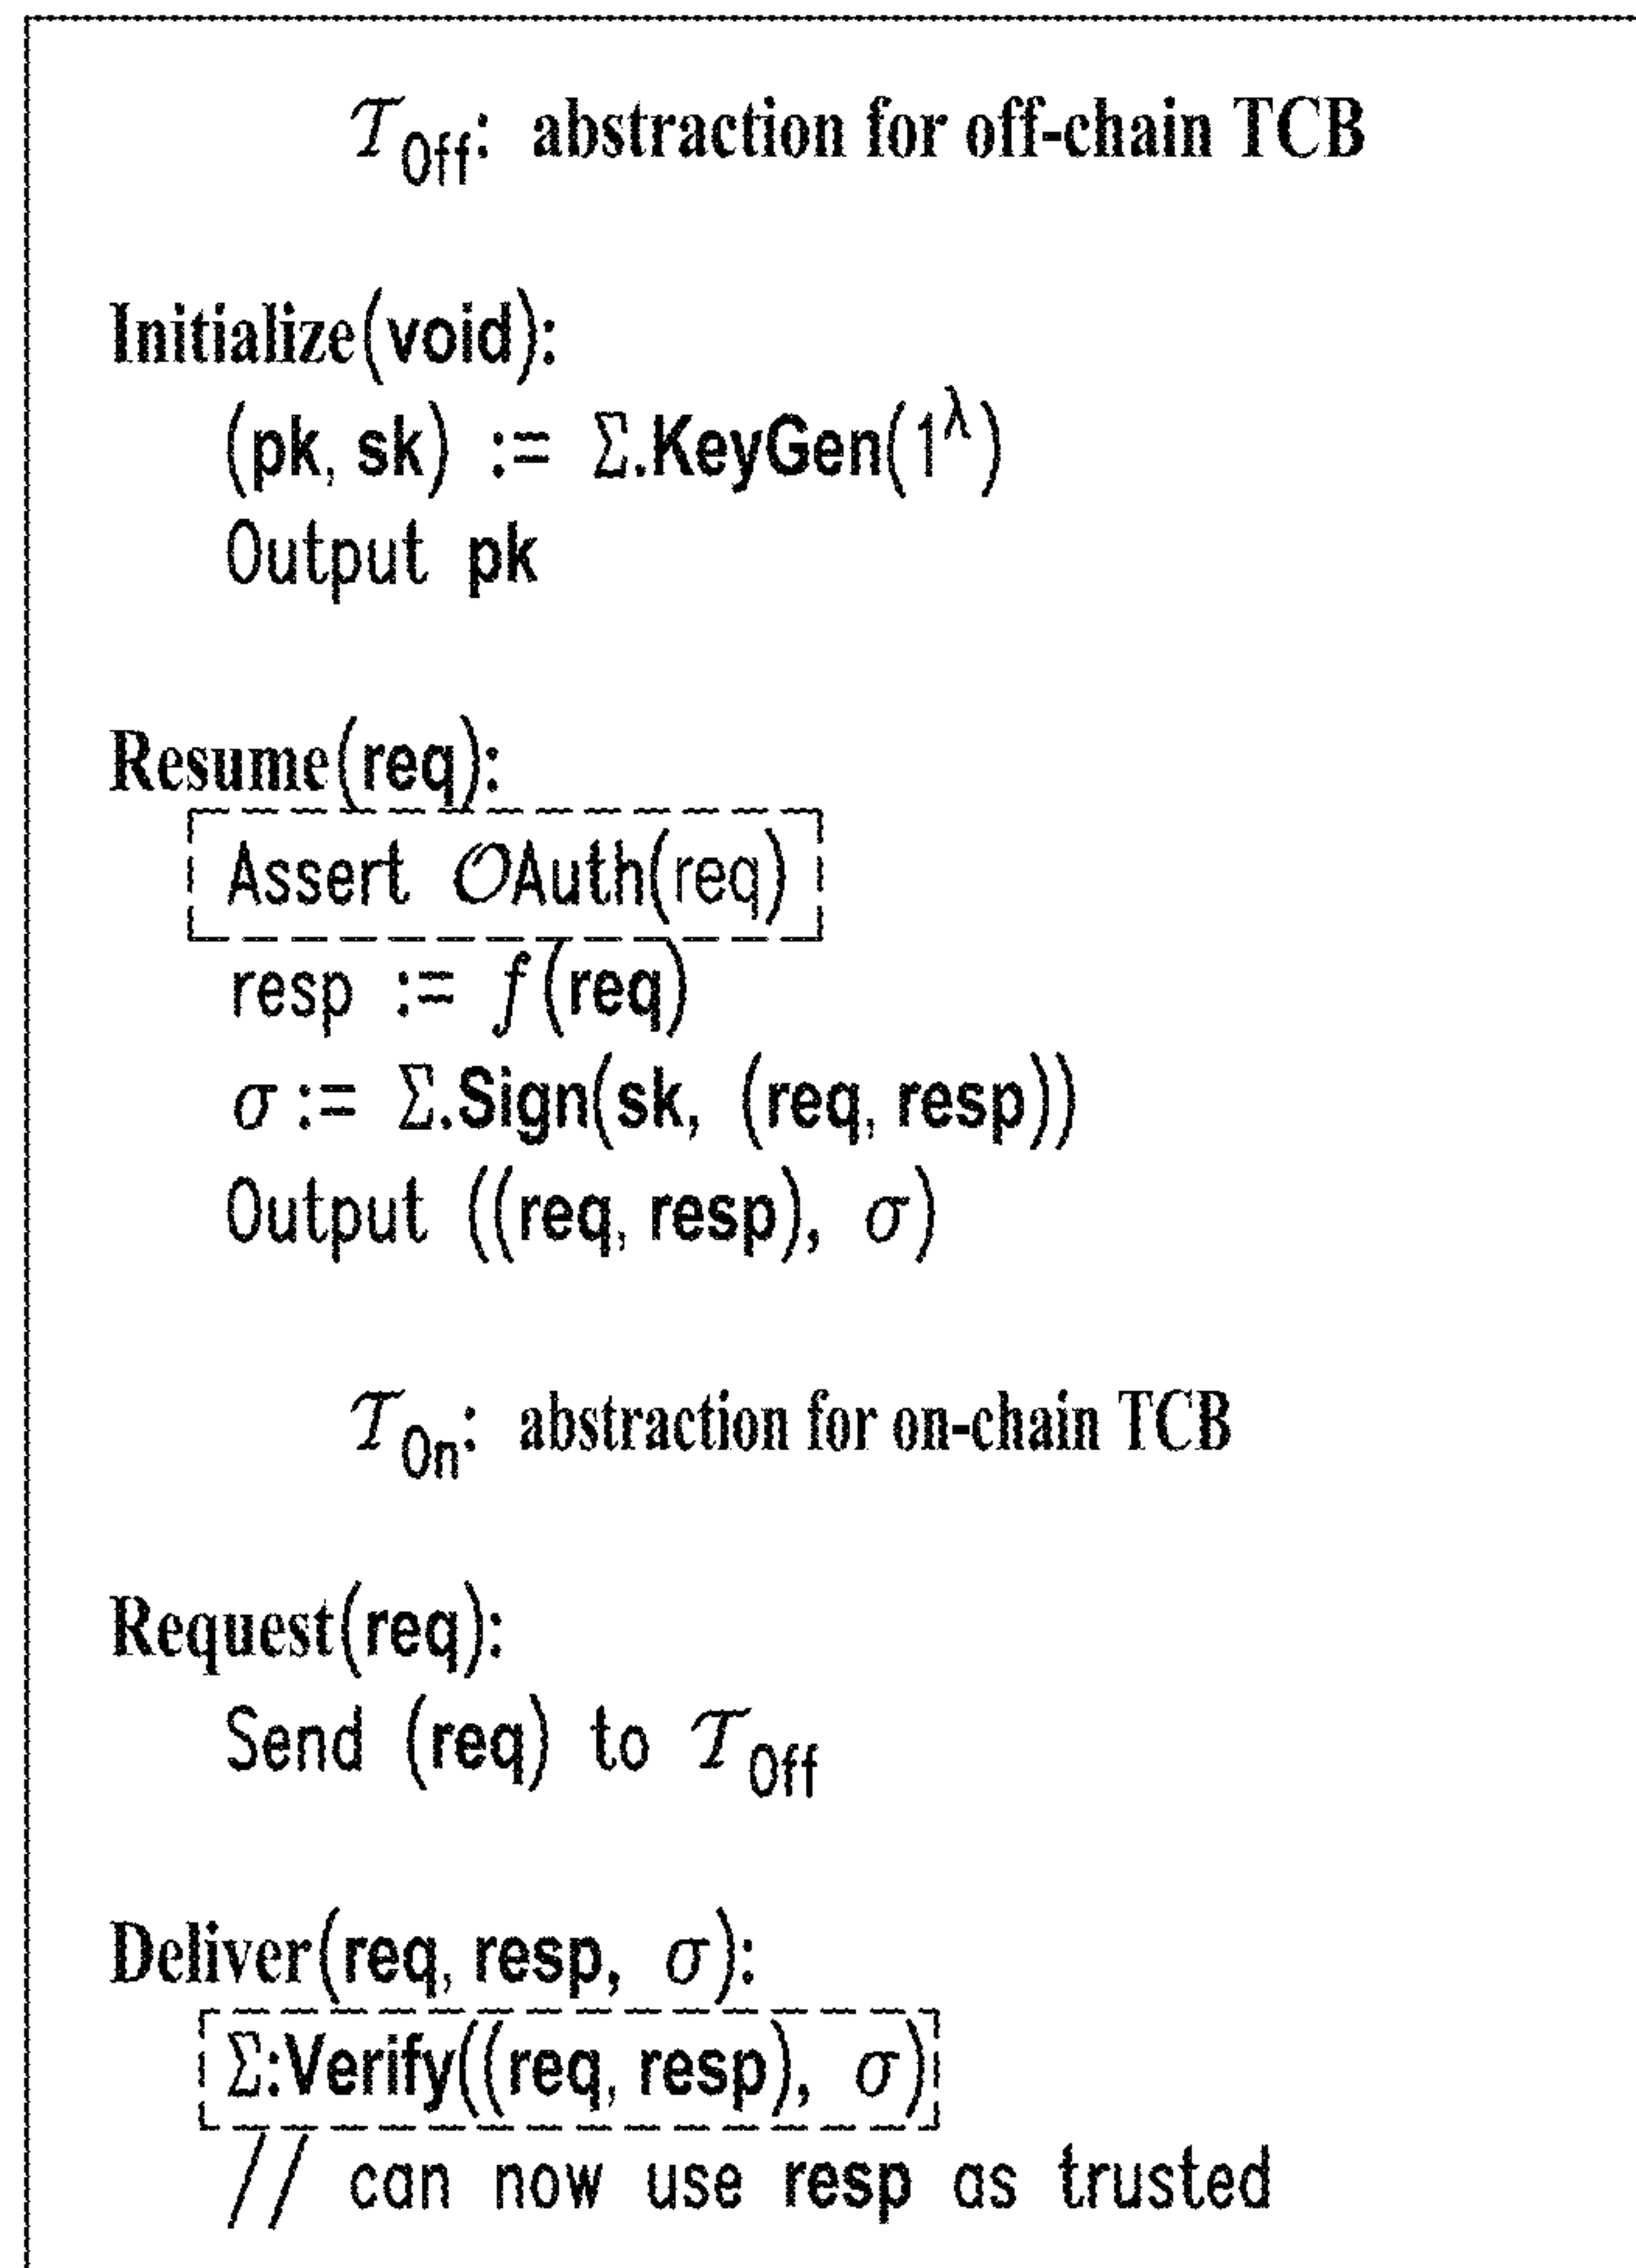 𝒯Off: abstraction for off-chain TCB
Initialize(void):
(pk, sk) := Σ.KeyGen(1^λ)
Output pk
Resume(req):
Assert 𝒪Auth(req)
resp := f(req)
σ := Σ.Sign(sk, (req, resp))
Output ((req, resp), σ)
𝒯On: abstraction for on-chain TCB
Request(req):
Send (req) to 𝒯Off
Deliver(req, resp, σ):
Σ:Verify((req, resp), σ)
// can now use resp as trusted